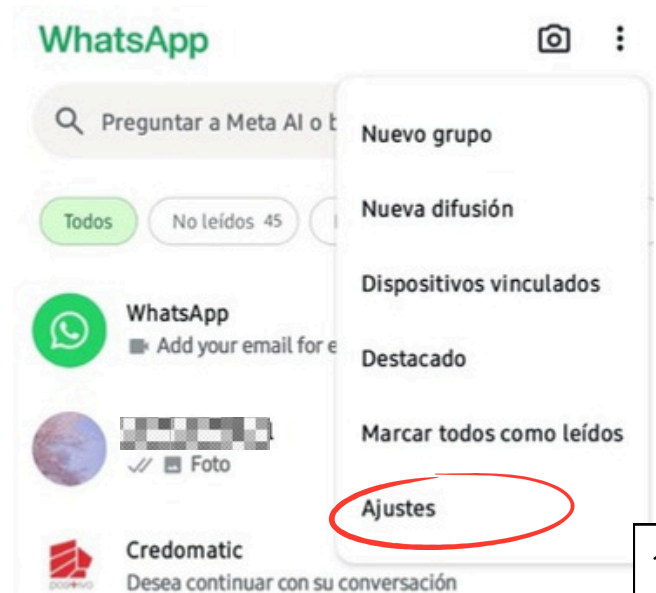 WhatsApp
Preguntar a Meta AI o b
Nuevo grupo
Todos
No leídos 45
Nueva difusión
Dispositivos vinculados
WhatsApp
Add your email for e
Destacado
Marcar todos como leídos
Foto
Ajustes
Credomatic
Desea continuar con su conversación